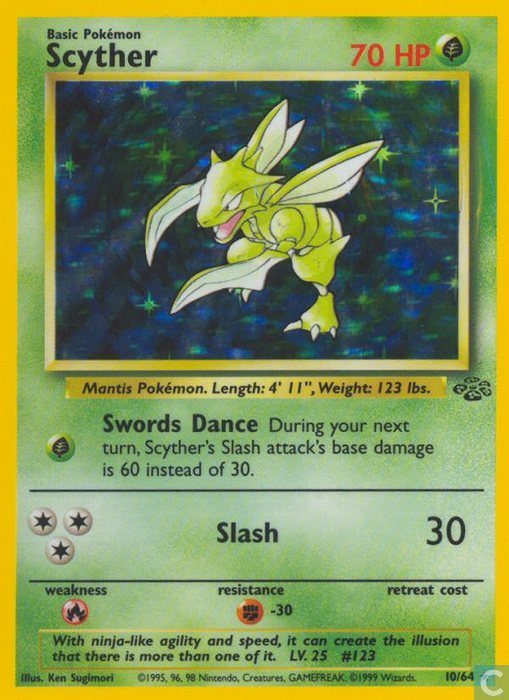 Basic Pokémon
Scyther
70 HP
Mantis Pokémon. Length: 4' 11", Weight: 123 lbs.
Swords Dance During your next
turn, Scyther's Slash attack's base damage
is 60 instead of 30.
Slash 30
weakness resistance retreat cost
-30
With ninja-like agility and speed, it can create the illusion
that there is more than one of it. LV. 25 #123
Illus. Ken Sugimori ©1995, 96, 98 Nintendo, Creatures, GAMEFREAK. ©1999 Wizards. 10/64
C